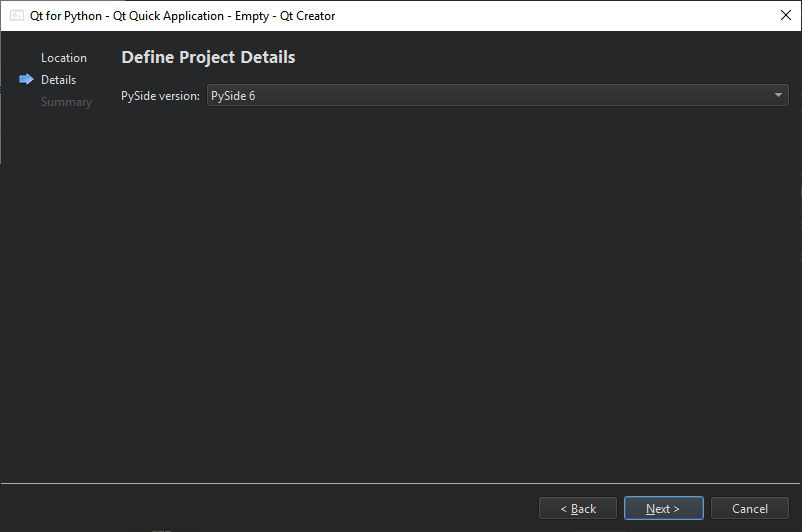 Qt for Python - Qt Quick Application - Empty - Qt Creator
Location
Details
Summary
Define Project Details
PySide version: PySide 6
< Back
Next >
Cancel